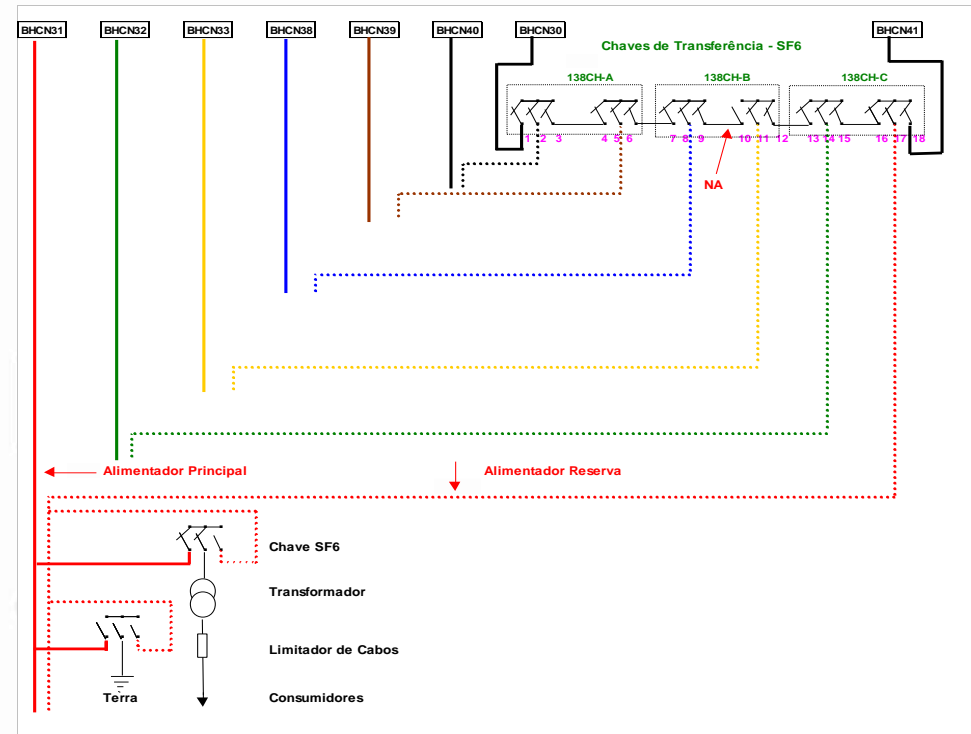 BHCN31 BHCN32 BHCN33 BHCN38 BHCN39 BHCN40 BHCN30 BHCN41
Chaves de Transferência - SF6
138CH-A 138CH-B 138CH-C
1 2 3 4 5 6 7 8 9 10 11 12 13 14 15 16 17 18
NA
Alimentador Principal Alimentador Reserva
Chave SF6
Transformador
Limitador de Cabos
Terra Consumidores